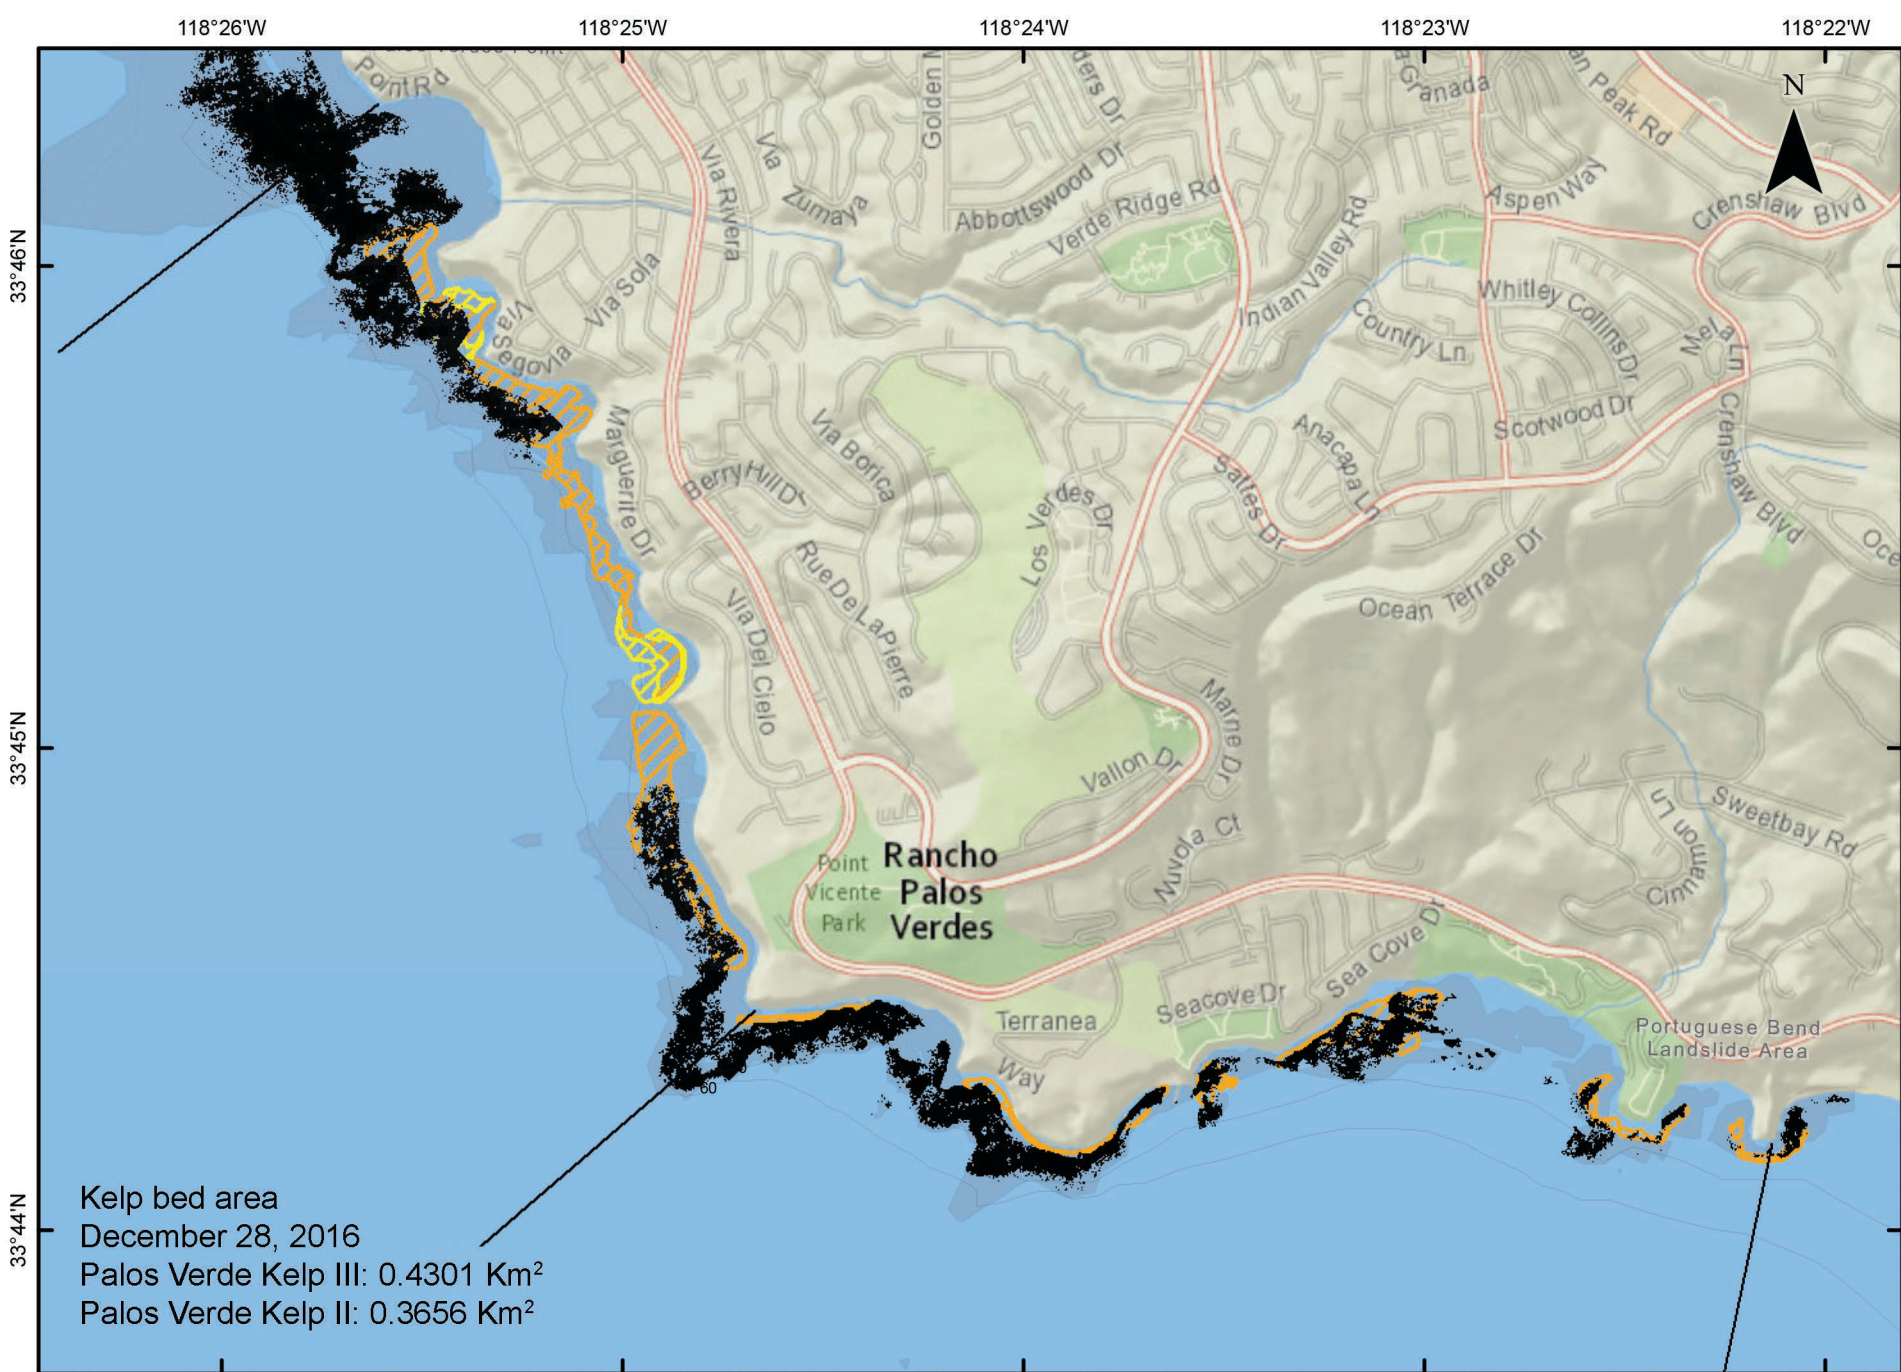 118°26'W
118°25'W
118°24'W
118°23'W
118°22'W
33°46'N
33°45'N
33°44'N
N
Point Rd
Golden
ders Dr
Granada
an Peak Rd
Via Rivera
Via Zumaya
Abbottswood Dr
Verde Ridge Rd
Aspen Way
Crenshaw Blvd
Indian Valley Rd
Via Sola
Via Segovia
Whitley Collins Dr
Country Ln
Mela Ln
Scotwood Dr
Crenshaw Blvd
Marguerite Dr
Via Borica
Berry Hill D
Anacapa Ln
Sattes Dr
Los Verdes Dr
Oce
Ocean Terrace Dr
Rue De La Pierre
Via Del Cielo
Marne Dr
Vallon Dr
Nuvola Ct
Sweetbay Rd
Cinnamon Ln
Point
Vicente
Park
Rancho
Palos
Verdes
Sea Cove Dr
Seacove Dr
Terranea
Way
Portuguese Bend
Landslide Area
60
Kelp bed area
December 28, 2016
Palos Verde Kelp III: 0.4301 Km²
Palos Verde Kelp II: 0.3656 Km²